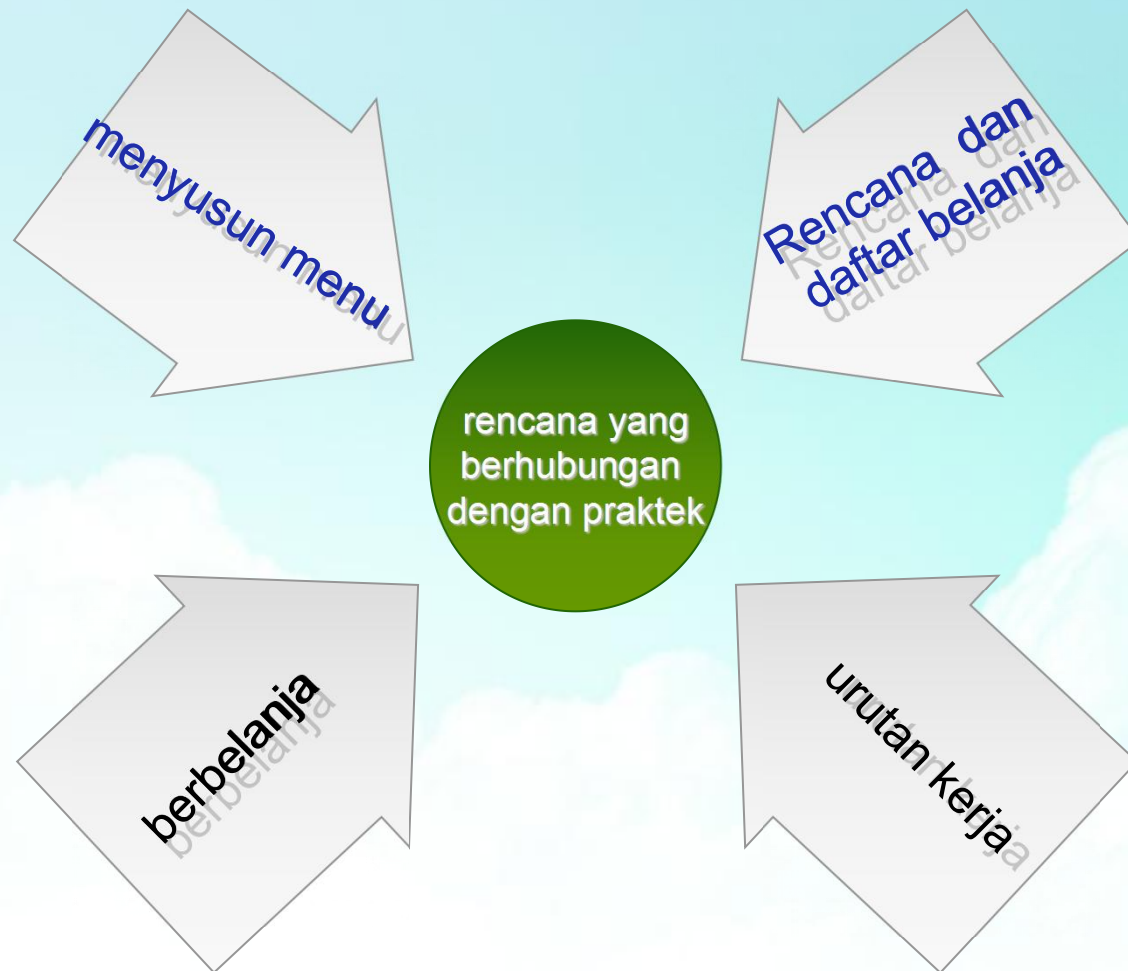 menyusun menu
Rencana dan
daftar belanja
rencana yang
berhubungan
dengan praktek
berbelanja
urutan kerja